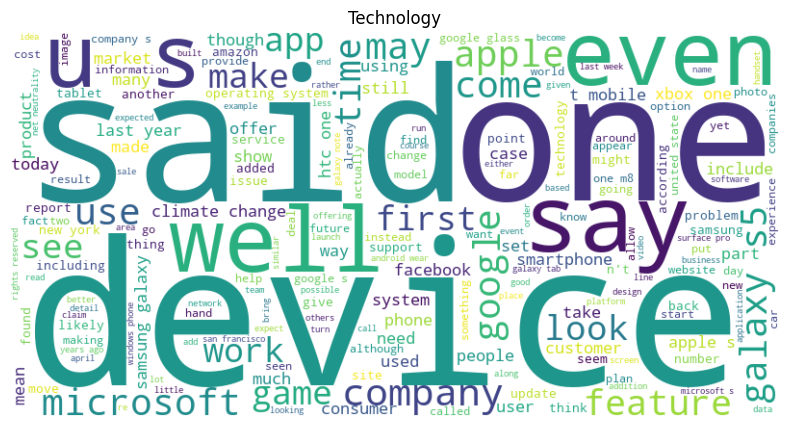 Technology
idea
company s
though
app
may
google glass
become
even
cost
image
built
amazon
apple
name
information
provide
end
time
world
last week
market
make
rather
using
come
given
handset
u s
many
operating system
less
still
t mobile
photo
tablet
another
example
xbox one
option
product
net neutrality
expected
said
one
last year
offer
htc one
find
run
point
around
yet
companies
made
service
already
course
case
either
technology
appear
united state
today
show
galaxy note
change
far
might
according
include
sale
added
actually
model
one m8
going
software
result
issue
based
experience
report
use
climate change
deal
offering
first
say
know
problem
s5
fact
two
area
go
well
future
launch
way
want
event
order
samsung
new york
thing
similar
instead
support
android wear
google
set
allow
video
n't
surface pro
put
part
rights reserved
see
including
facebook
smartphone
website
business
day
read
device
help
google s
system
galaxy tab
line
new
car
found
better
detail
claim
network
team
possible
give
phone
something
good
place
take
look
design
back
start
application
galaxy
likely
windows phone
hand
bring
others
need
platform
apple s
making
samsung galaxy
add
san francisco
expect
turn
call
although
people
customer
number
years ago
work
seen
seem
screen
mean
april
much
site
used
along
plan
addition
microsoft s
move
lot
little
game
company
update
feature
microsoft
re
looking
consumer
called
user
think
data